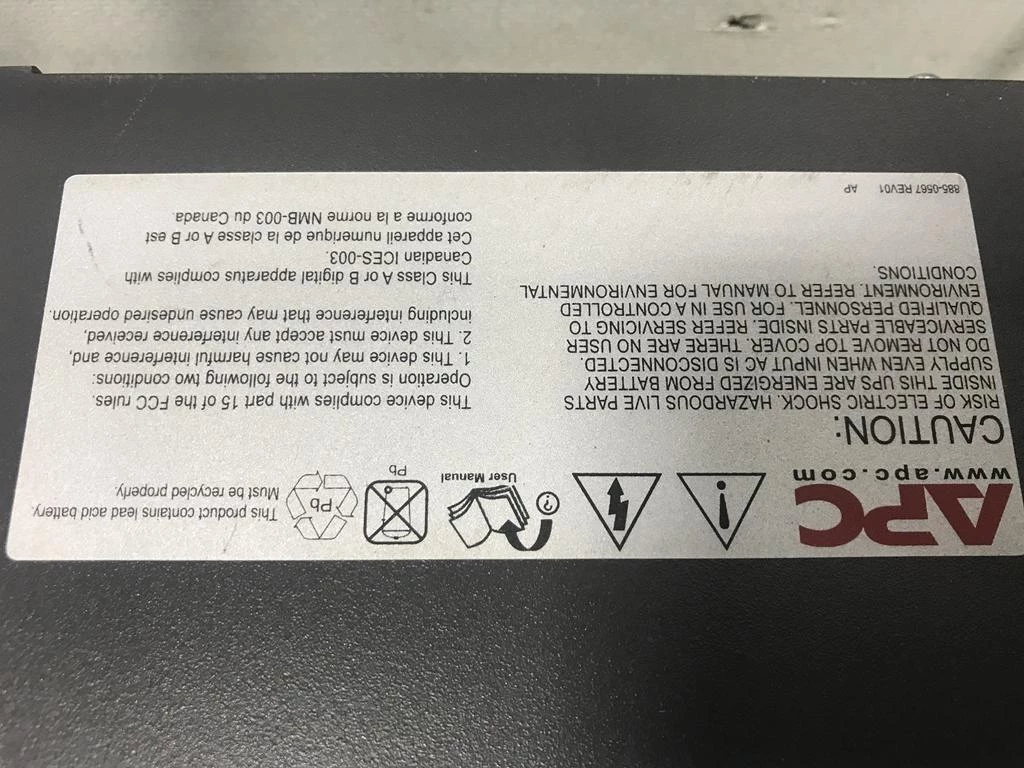 APC
www.apc.com
User Manual
Pb
Pb
This product contains lead acid battery.
Must be recycled properly.
CAUTION:
RISK OF ELECTRIC SHOCK. HAZARDOUS LIVE PARTS
INSIDE THIS UPS ARE ENERGIZED FROM BATTERY
SUPPLY EVEN WHEN INPUT AC IS DISCONNECTED.
DO NOT REMOVE TOP COVER. THERE ARE NO USER
SERVICEABLE PARTS INSIDE. REFER SERVICING TO
QUALIFIED PERSONNEL. FOR USE IN A CONTROLLED
ENVIRONMENT. REFER TO MANUAL FOR ENVIRONMENTAL
CONDITIONS.
This device complies with part 15 of the FCC rules.
Operation is subject to the following two conditions:
1. This device may not cause harmful interference and,
2. This device must accept any interference received,
including interference that may cause undesired operation.
This Class A or B digital apparatus complies with
Canadian ICES-003.
Cet appareil numerique de la classe A or B est
conforme a la norme NMB-003 du Canada.
885-0567 REV01 AP